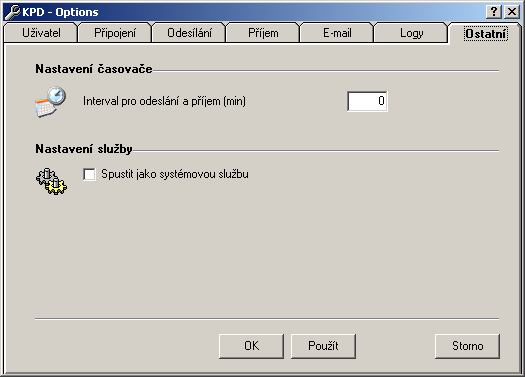 KPD - Options
Uživatel Připojení Odesílání Příjem E-mail Logy Ostatní
Nastavení časovače
Interval pro odeslání a příjem (min) 0
Nastavení služby
Spustit jako systémovou službu
OK Použít Storno